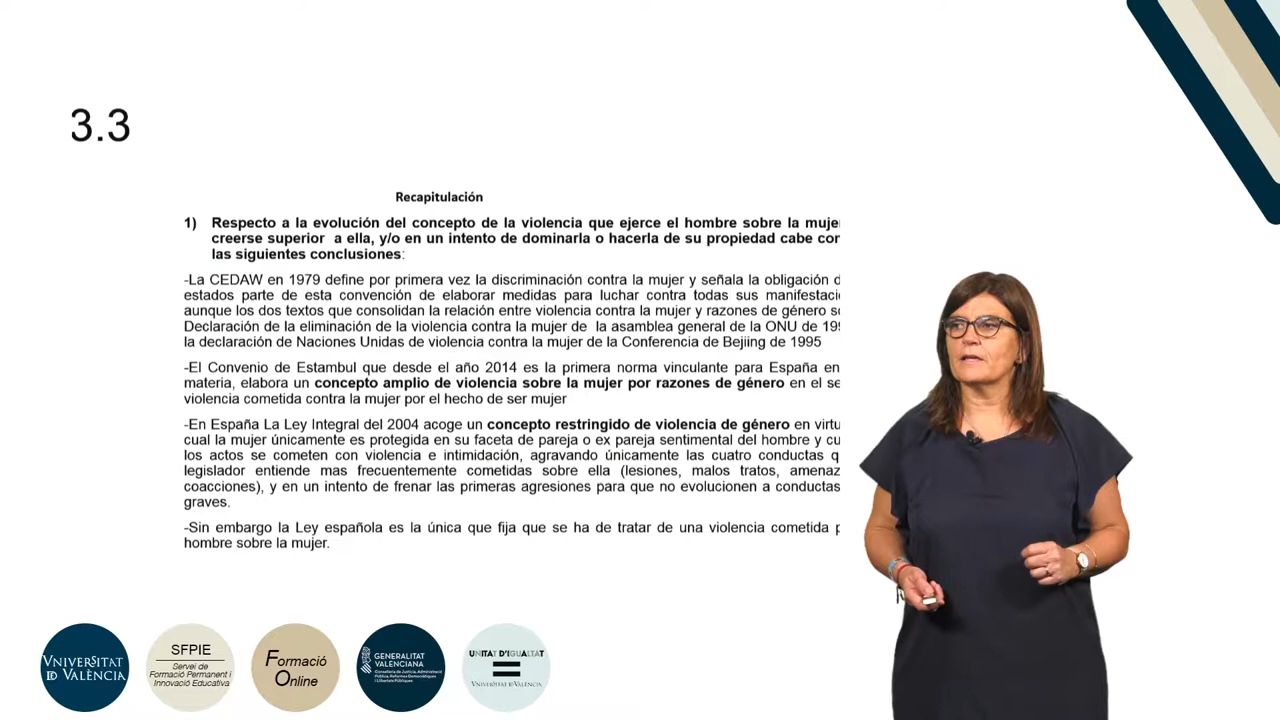 3.3
Recapitulación
1) Respecto a la evolución del concepto de la violencia que ejerce el hombre sobre la
creerse superior a ella, y/o en un intento de dominarla o hacerla de su propiedad cabe
las siguientes conclusiones:
-La CEDAW en 1979 define por primera vez la discriminación contra la mujer y señala la obligación
estados parte de esta convención de elaborar medidas para luchar contra todas sus
aunque los dos textos que consolidan la relación entre violencia contra la mujer y razones de género
Declaración de la eliminación de la violencia contra la mujer de la asamblea general de la ONU de
la declaración de Naciones Unidas de violencia contra la mujer de la Conferencia de Bejiing de 1995
-El Convenio de Estambul que desde el año 2014 es la primera norma vinculante para España en
materia, elabora un concepto amplio de violencia sobre la mujer por razones de género en el
violencia cometida contra la mujer por el hecho de ser mujer
-En España La Ley Integral del 2004 acoge un concepto restringido de violencia de género en
cual la mujer únicamente es protegida en su faceta de pareja o ex pareja sentimental del hombre y
los actos se cometen con violencia e intimidación, agravando únicamente las cuatro conductas
legislador entiende mas frecuentemente cometidas sobre ella (lesiones, malos tratos,
coacciones), y en un intento de frenar las primeras agresiones para que no evolucionen a conductas
graves.
-Sin embargo la Ley española es la única que fija que se ha de tratar de una violencia cometida
hombre sobre la mujer.
VNIVERSITAT
DE VALÈNCIA
SFPIE
Servei de
Formació Permanent i
Innovació Educativa
Formació
Online
GENERALITAT
VALENCIANA
Conselleria de Justícia, Administració
Pública, Reformes Democràtiques
i Llibertats Públiques
UNITAT D'IGUALTAT
VNIVERSITAT DE VALÈNCIA